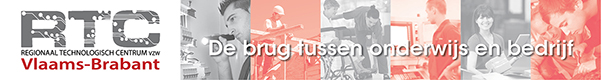 RTC
REGIONAAL TECHNOLOGISCH CENTRUM vzw
Vlaams-Brabant
De brug tussen onderwijs en bedrijf